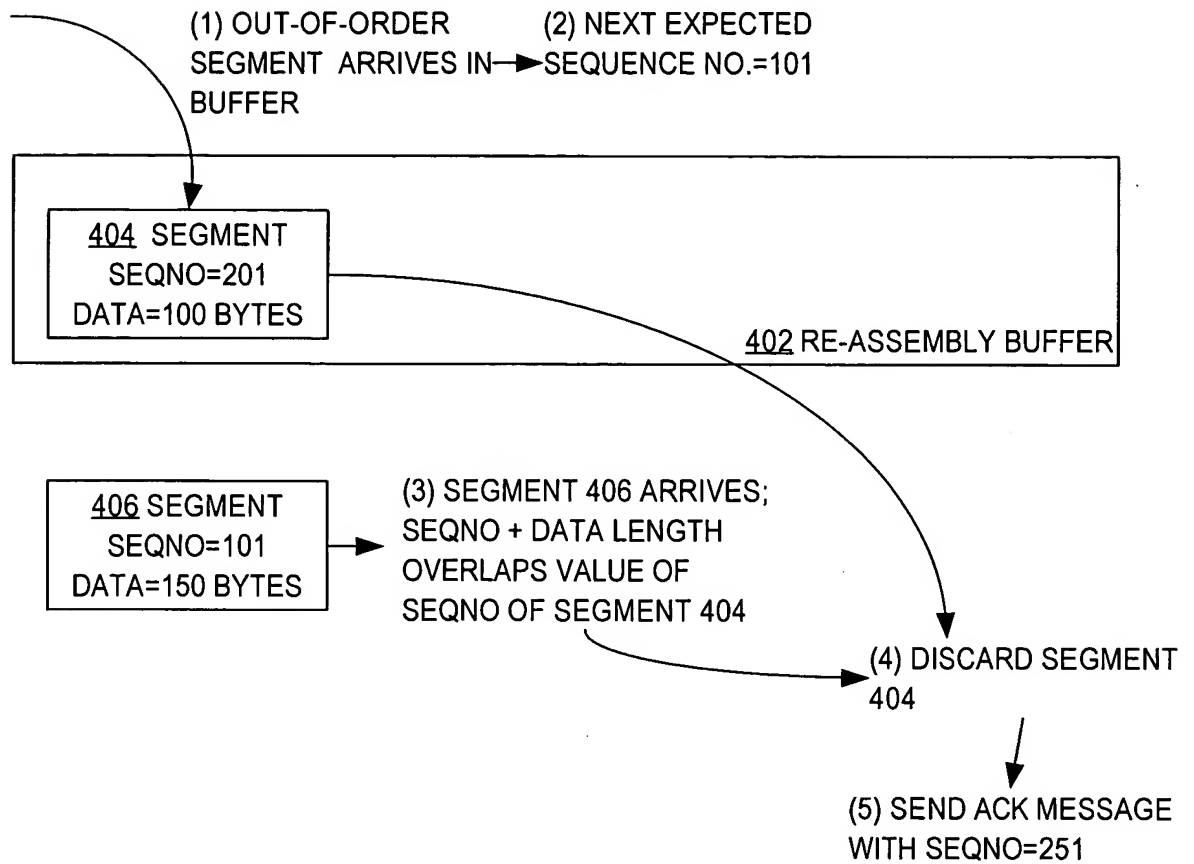 (1) OUT-OF-ORDER
SEGMENT ARRIVES IN
BUFFER
(2) NEXT EXPECTED
SEQUENCE NO.=101
404 SEGMENT
SEQNO=201
DATA=100 BYTES
402 RE-ASSEMBLY BUFFER
406 SEGMENT
SEQNO=101
DATA=150 BYTES
(3) SEGMENT 406 ARRIVES;
SEQNO + DATA LENGTH
OVERLAPS VALUE OF
SEQNO OF SEGMENT 404
(4) DISCARD SEGMENT
404
(5) SEND ACK MESSAGE
WITH SEQNO=251